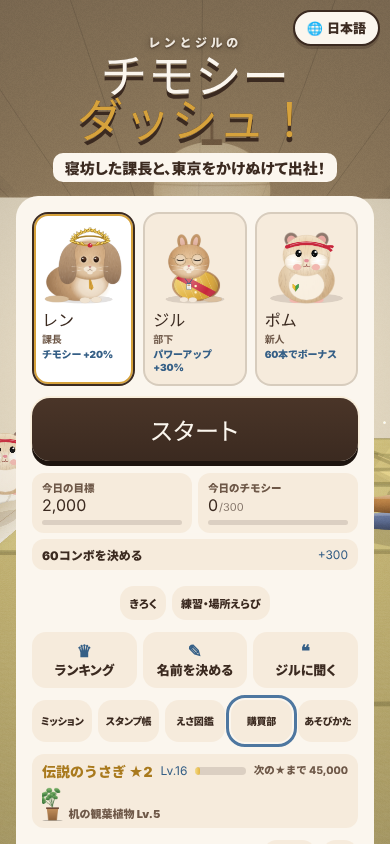 日本語
レンとジルの
チモシー
ダッシュ！
寝坊した課長と、東京をかけぬけて出社！
レン
課長
チモシー +20%
ジル
部下
パワーアップ
+30%
ポム
新人
60本でボーナス
スタート
今日の目標
2,000
今日のチモシー
0/300
60コンボを決める
+300
きろく
練習・場所えらび
ランキング
名前を決める
ジルに聞く
ミッション
スタンプ帳
えさ図鑑
購買部
あそびかた
伝説のうさぎ ★2 Lv.16
次の★まで 45,000
机の観葉植物 Lv.5